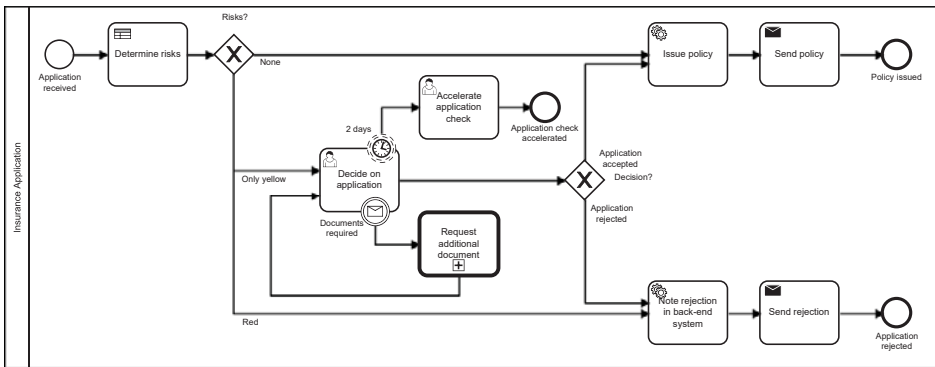 Insurance Application
Application
received
Determine risks
Risks?
None
Only yellow
Red
2 days
Accelerate
application
check
Application check
accelerated
Decide on
application
Documents
required
Request
additional
document
Application
accepted
Decision?
Application
rejected
Issue policy
Send policy
Policy issued
Note rejection
in back-end
system
Send rejection
Application
rejected